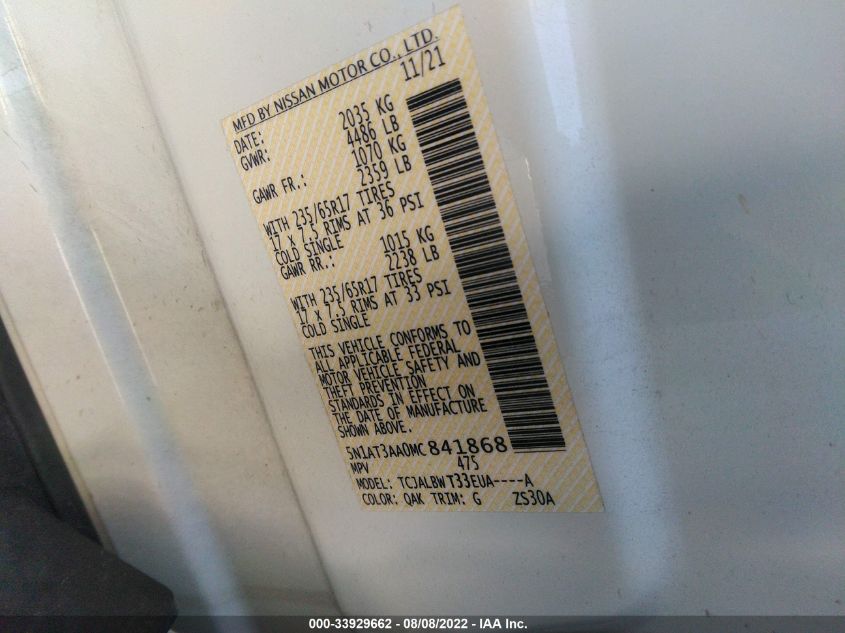 MFD BY NISSAN MOTOR CO., LTD.
DATE: 11/21
GVWR: 2035 KG
4486 LB
GAWR FR.: 1070 KG
2359 LB
WITH 235/65R17 TIRES
17 X 7.5 RIMS AT 36 PSI
COLD SINGLE
GAWR RR.: 1015 KG
2238 LB
WITH 235/65R17 TIRES
17 X 7.5 RIMS AT 33 PSI
COLD SINGLE
THIS VEHICLE CONFORMS TO
ALL APPLICABLE FEDERAL
MOTOR VEHICLE SAFETY AND
THEFT PREVENTION
STANDARDS IN EFFECT ON
THE DATE OF MANUFACTURE
SHOWN ABOVE.
5N1AT3AA0MC841868
MPV 475
MODEL: TCJALBW T33EUA----A
COLOR: QAK TRIM: G ZS30A
000-33929662 - 08/08/2022 - IAA Inc.